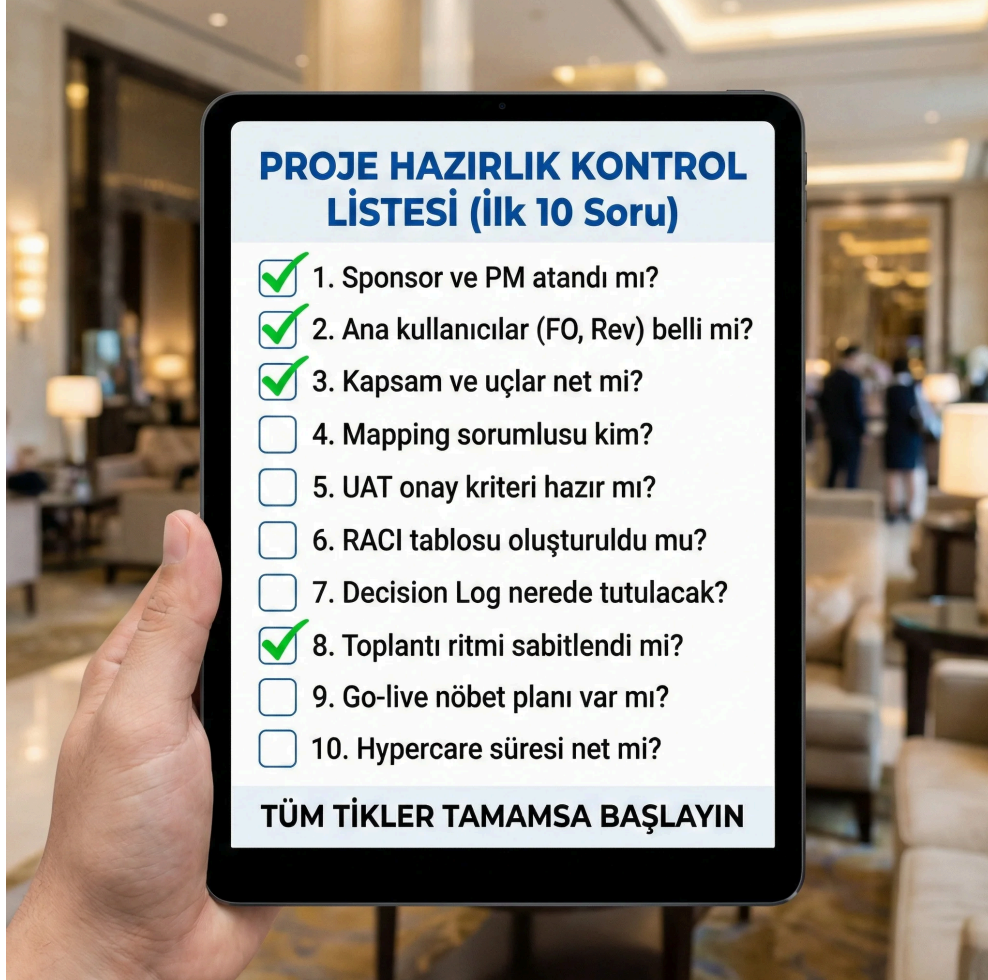 PROJE HAZIRLIK KONTROL
LİSTESİ (İlk 10 Soru)
1. Sponsor ve PM atandı mı?
2. Ana kullanıcılar (FO, Rev) belli mi?
3. Kapsam ve uçlar net mi?
4. Mapping sorumlusu kim?
5. UAT onay kriteri hazır mı?
6. RACI tablosu oluşturuldu mu?
7. Decision Log nerede tutulacak?
8. Toplantı ritmi sabitlendi mi?
9. Go-live nöbet planı var mı?
10. Hypercare süresi net mi?
TÜM TİKLER TAMAMSA BAŞLAYIN